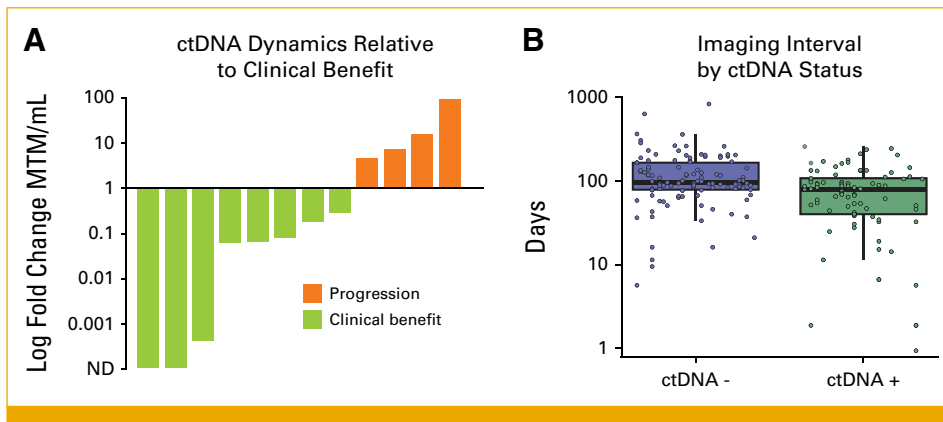 A
ctDNA Dynamics Relative
to Clinical Benefit
Log Fold Change MTM/mL
100
10
1
0.1
0.01
0.001
ND
Progression
Clinical benefit
B
Imaging Interval
by ctDNA Status
Days
1000
100
10
1
ctDNA -
ctDNA +